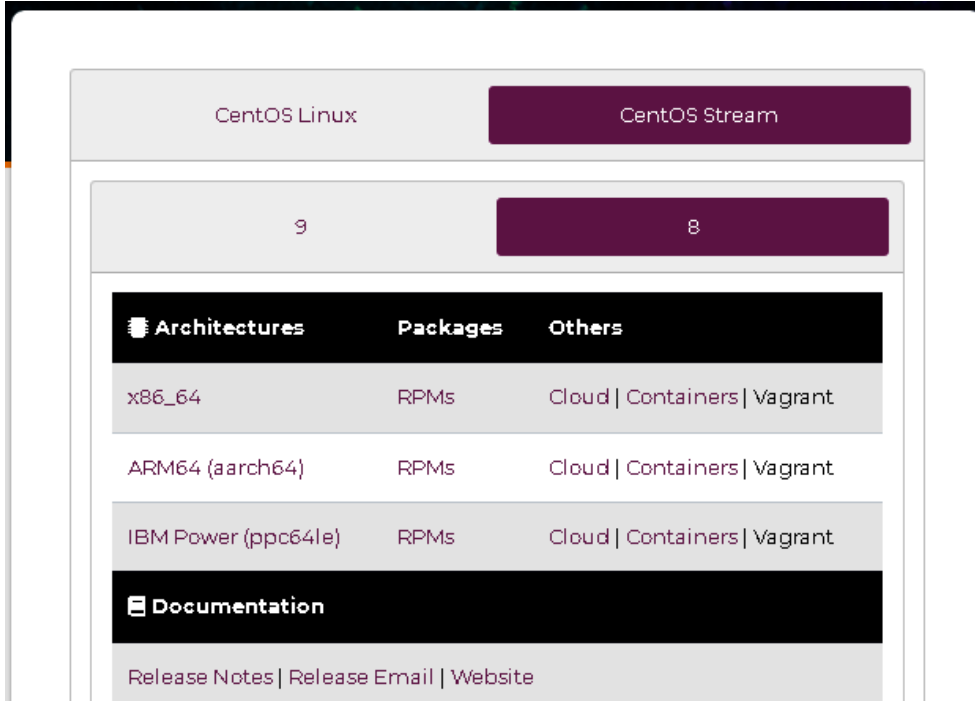 CentOS Linux CentOS Stream
9 8
Architectures Packages Others
x86_64 RPMs Cloud | Containers | Vagrant
ARM64 (aarch64) RPMs Cloud | Containers | Vagrant
IBM Power (ppc64le) RPMs Cloud | Containers | Vagrant
Documentation
Release Notes | Release Email | Website